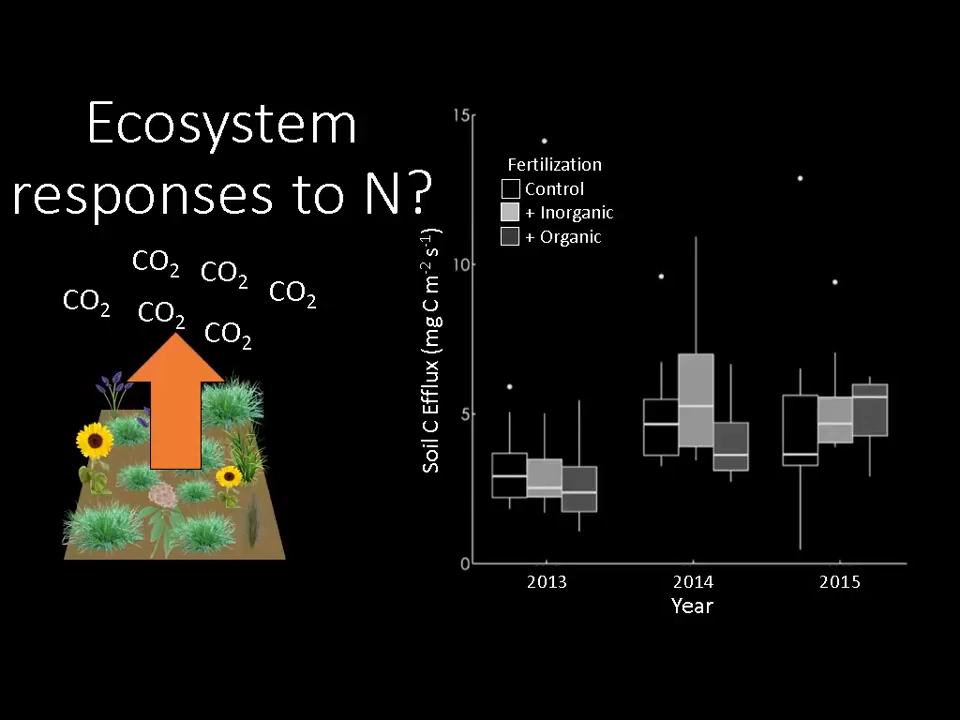 Ecosystem
responses to N?
CO2
CO2
CO2
CO2
CO2
CO2
Soil C Efflux (mg C m-2 s-1)
15
10
5
0
Fertilization
Control
+ Inorganic
+ Organic
2013
2014
2015
Year